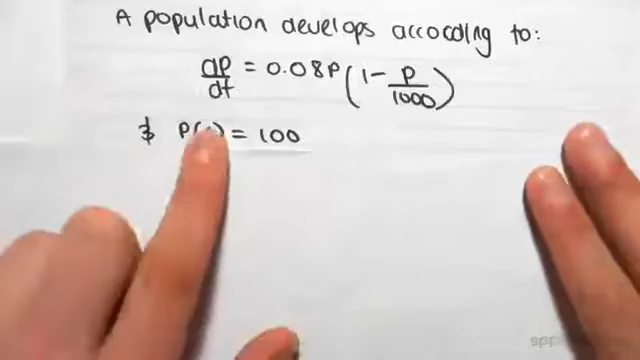 A population develops according to:
dP/dt = 0.08P(1 - P/1000)
& P( ) = 100